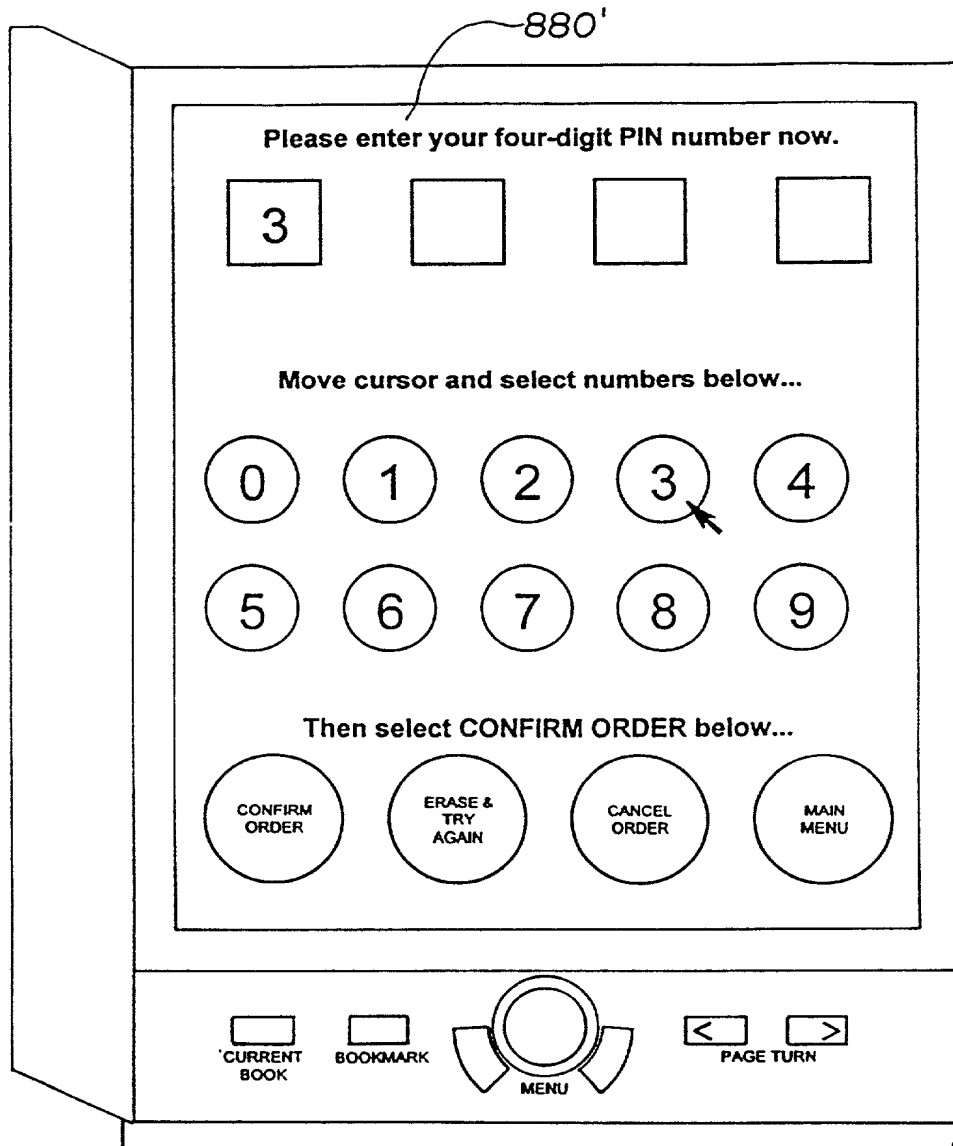 880'
Please enter your four-digit PIN number now.
3
Move cursor and select numbers below...
0 1 2 3 4
5 6 7 8 9
Then select CONFIRM ORDER below...
CONFIRM
ORDER
ERASE &
TRY
AGAIN
CANCEL
ORDER
MAIN
MENU
CURRENT
BOOK
BOOKMARK
MENU
< >
PAGE TURN